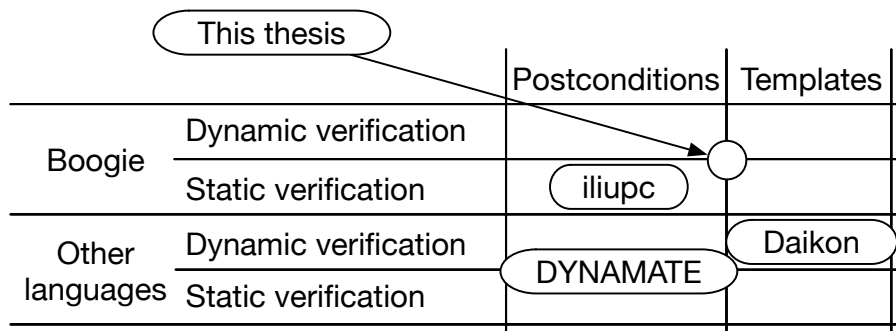 This thesis
Postconditions Templates
Boogie
Dynamic verification
Static verification
iliupc
Other
languages
Dynamic verification
Static verification
DYNAMATE
Daikon